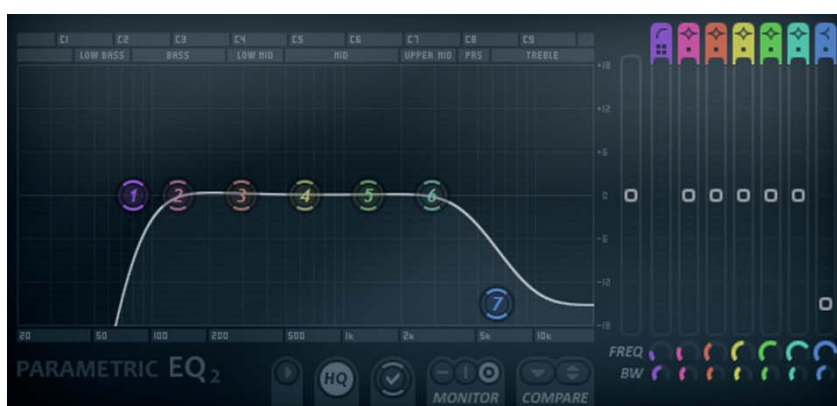 C1 C2 C3 C4 C5 C6 C7 C8 C9
LOW BASS BASS LOW MID MID UPPER MID PRS TREBLE
+18
+12
+6
0
-6
-12
-18
1 2 3 4 5 6
7
20 50 100 200 500 1k 2k 5k 10k
FREQ
BW
PARAMETRIC EQ2
HQ
MONITOR COMPARE